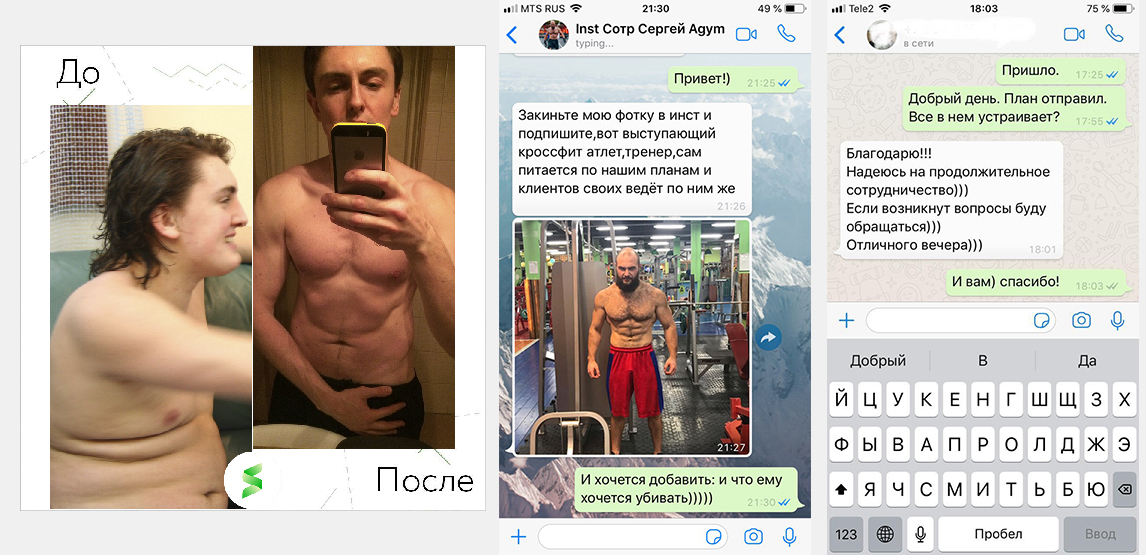 До
После
MTS RUS
21:30
49 %
Inst Сотр Сергей Agym
typing...
Привет!)
21:25
Закиньте мою фотку в инст и
подпишите,вот выступающий
кроссфит атлет,тренер,сам
питается по нашим планам и
клиентов своих ведёт по ним же
21:26
21:27
И хочется добавить: и что ему
хочется убивать)))))
21:30
Tele2
18:03
75 %
в сети
Пришло.
17:25
Добрый день. План отправил.
Все в нем устраивает?
17:55
Благодарю!!!
Надеюсь на продолжительное
сотрудничество)))
Если возникнут вопросы буду
обращаться)))
Отличного вечера)))
18:01
И вам) спасибо!
18:03
Добрый В Да
Й Ц У К Е Н Г Ш Щ З Х
Ф Ы В А П Р О Л Д Ж Э
Я Ч С М И Т Ь Б Ю
123 Пробел Ввод